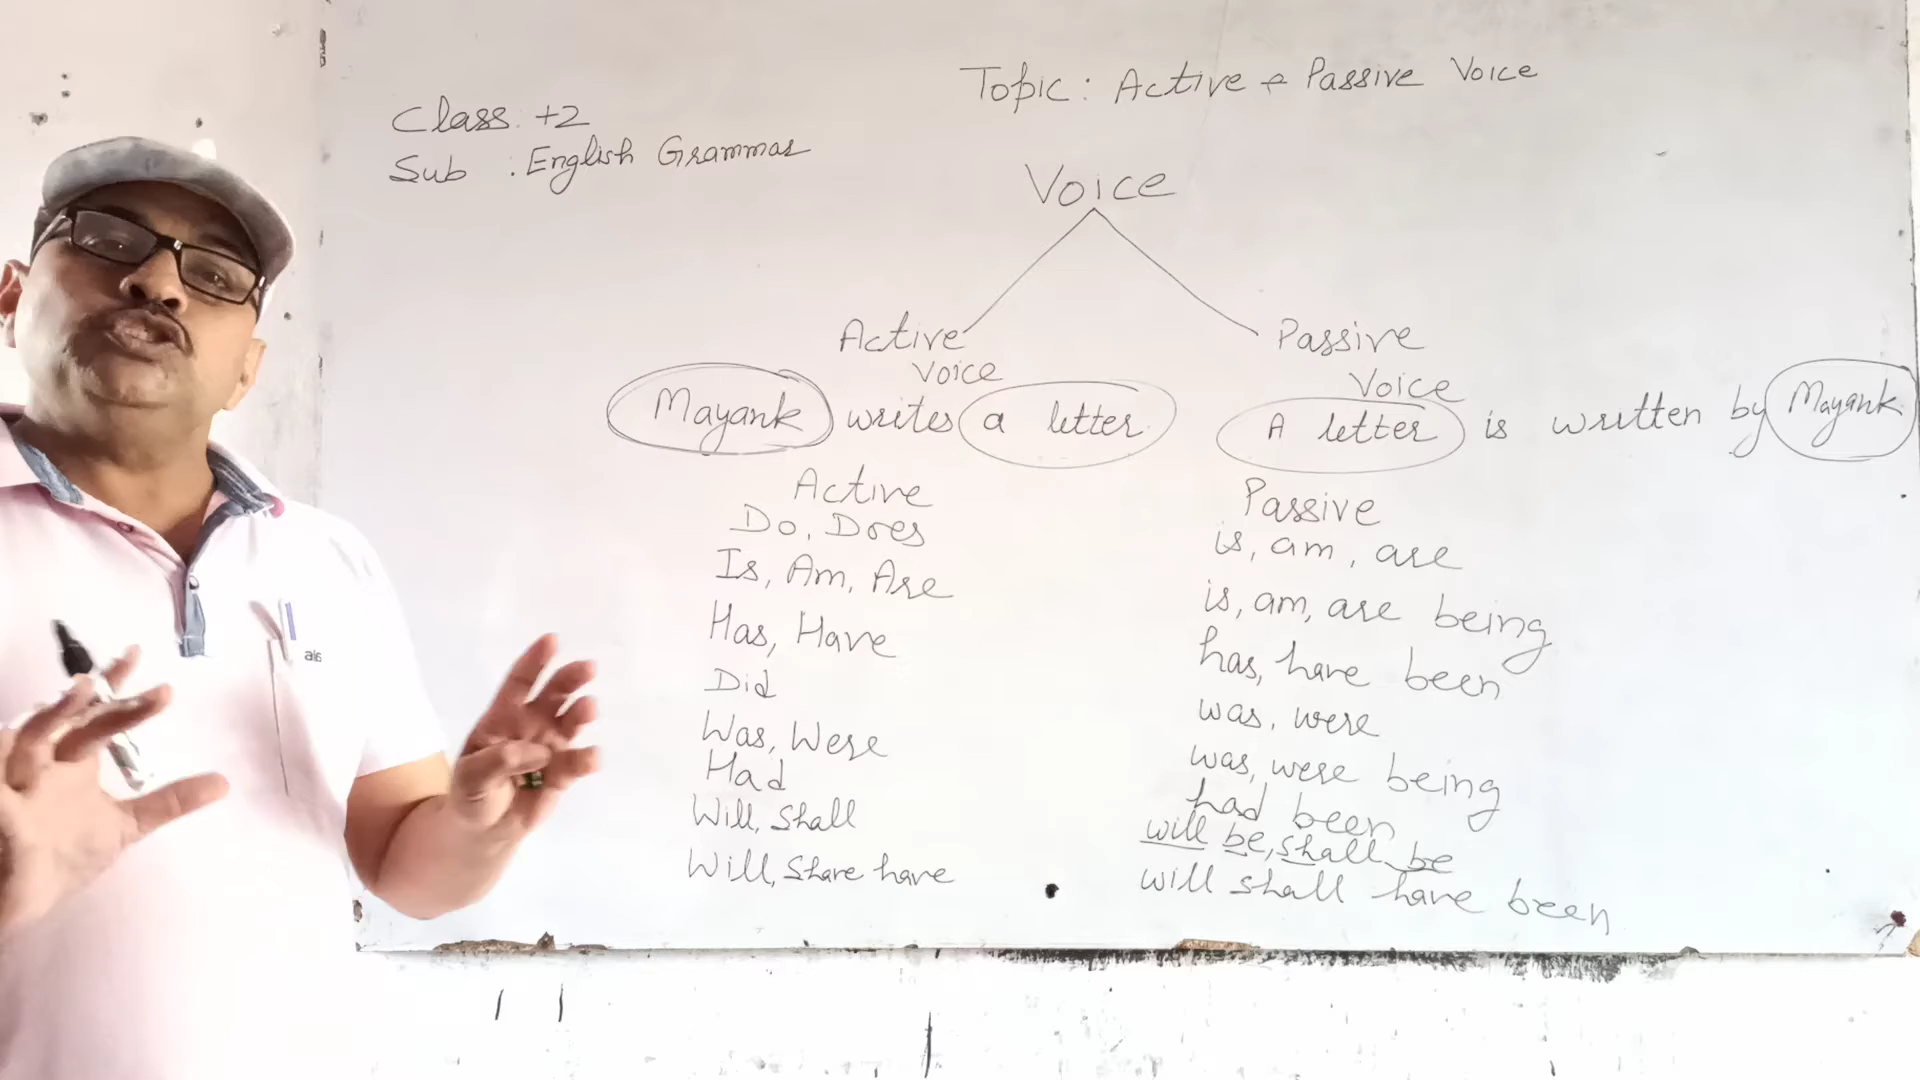 Topic: Active & Passive Voice
Class: +2
Sub : English Grammar
Voice
Active Voice
Passive Voice
Mayank writes a letter.
A letter is written by Mayank.
Active
Do, Does
Is, Am, Are
Has, Have
Did
Was, Were
Had
Will, Shall
Will, Share have
Passive
is, am, are
is, am, are being
has, have been
was, were
was, were being
had been
will be, shall be
will shall have been